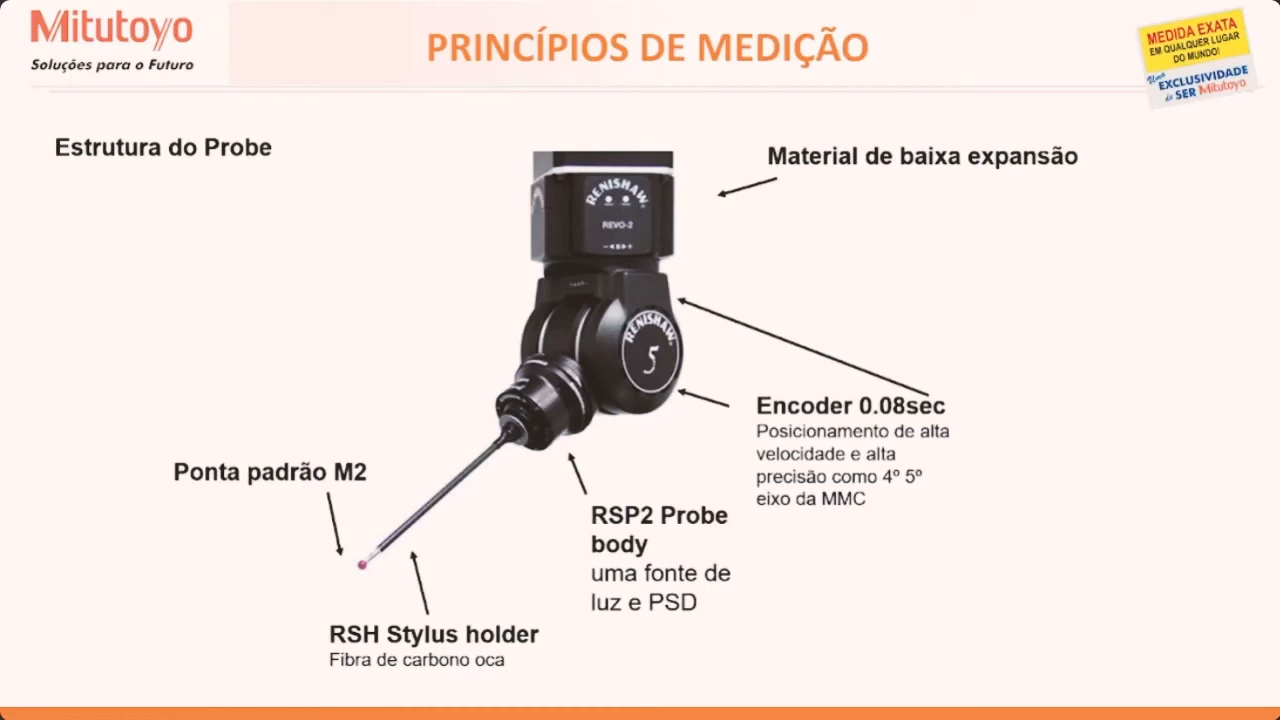 Mitutoyo
Soluções para o Futuro
PRINCÍPIOS DE MEDIÇÃO
MEDIDA EXATA
EM QUALQUER LUGAR
DO MUNDO!
Uma
EXCLUSIVIDADE
de SER Mitutoyo
Estrutura do Probe
Material de baixa expansão
RENISHAW
REVO-2
RENISHAW
5
Encoder 0.08sec
Posicionamento de alta
velocidade e alta
precisão como 4º 5º
eixo da MMC
Ponta padrão M2
RSP2 Probe
body
uma fonte de
luz e PSD
RSH Stylus holder
Fibra de carbono oca